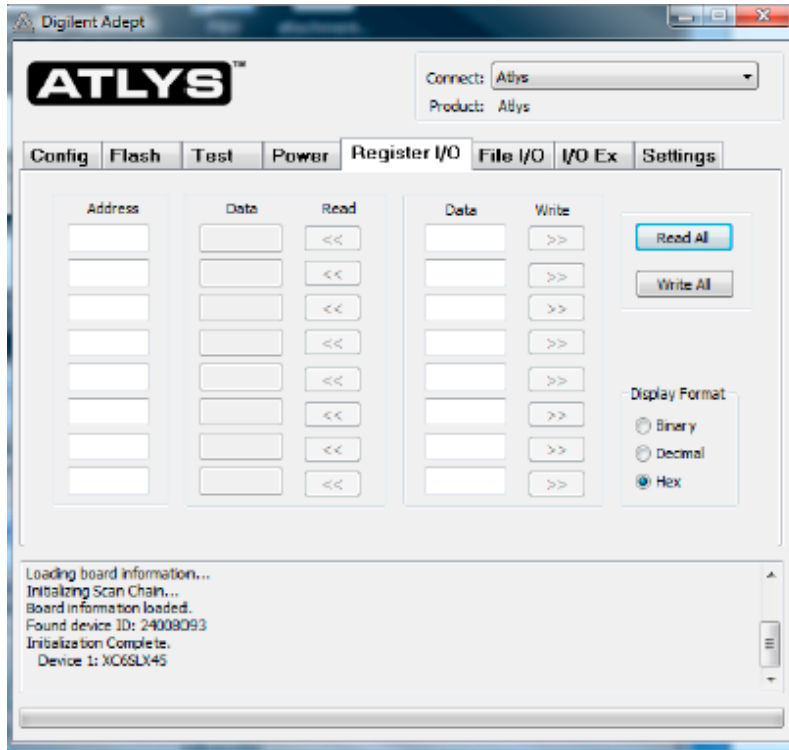 Digilent Adept
ATLYS™
Connect: Atlys
Product: Atlys
Config Flash Test Power Register I/O File I/O I/O Ex Settings
Address Data Read Data Write
<< >> Read All
<< >> Write All
<< >>
<< >>
<< >>
<< >>
<< >>
<< >>
Display Format
Binary
Decimal
Hex
Loading board information...
Initializing Scan Chain...
Board information loaded.
Found device ID: 24008093
Initialization Complete.
Device 1: XC6SLX45